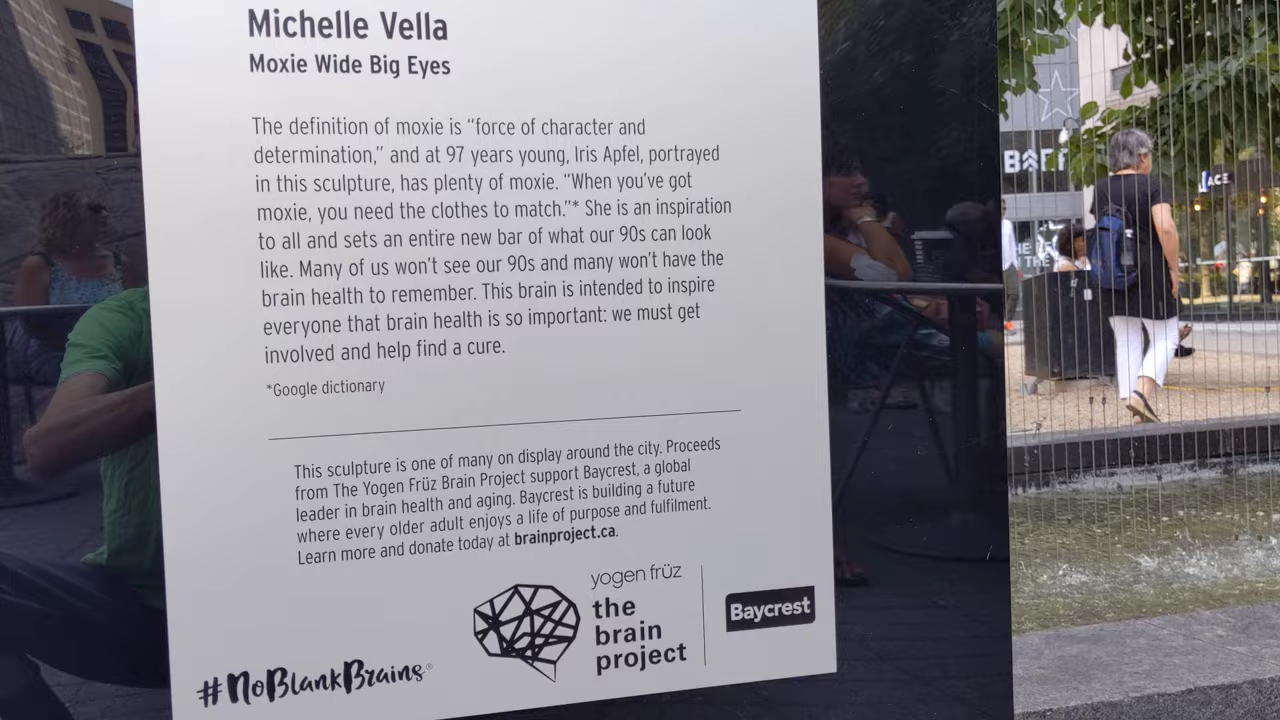 Michelle Vella
Moxie Wide Big Eyes
The definition of moxie is “force of character and
determination,” and at 97 years young, Iris Apfel, portrayed
in this sculpture, has plenty of moxie. “When you’ve got
moxie, you need the clothes to match.”* She is an inspiration
to all and sets an entire new bar of what our 90s can look
like. Many of us won’t see our 90s and many won’t have the
brain health to remember. This brain is intended to inspire
everyone that brain health is so important: we must get
involved and help find a cure.
*Google dictionary
This sculpture is one of many on display around the city. Proceeds
from The Yogen Früz Brain Project support Baycrest, a global
leader in brain health and aging. Baycrest is building a future
where every older adult enjoys a life of purpose and fulfilment.
Learn more and donate today at brainproject.ca.
yogen früz
the
brain
project
Baycrest
#NoBlankBrains®